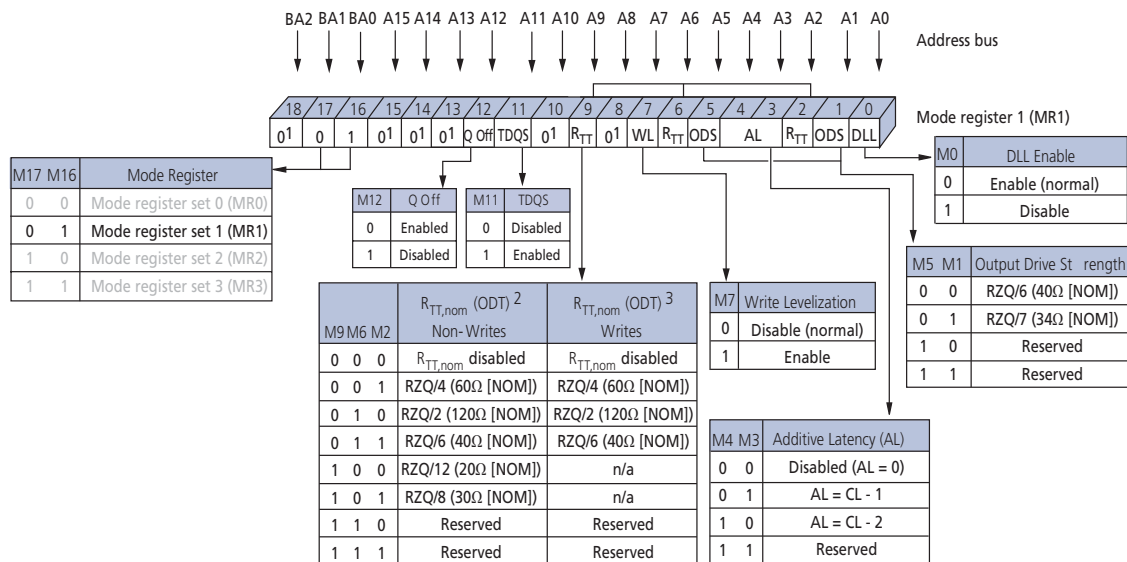 BA2 BA1 BA0 A15 A14 A13 A12 A11 A10 A9 A8 A7 A6 A5 A4 A3 A2 A1 A0
Address bus
18 17 16 15 14 13 12 11 10 9 8 7 6 5 4 3 2 1 0
0¹ 0 1 0¹ 0¹ 0¹ Q Off TDQS 0¹ RTT 0¹ WL RTT ODS AL RTT ODS DLL
Mode register 1 (MR1)
M17 M16 Mode Register
0 0 Mode register set 0 (MR0)
0 1 Mode register set 1 (MR1)
1 0 Mode register set 2 (MR2)
1 1 Mode register set 3 (MR3)
M12 Q Off
0 Enabled
1 Disabled
M11 TDQS
0 Disabled
1 Enabled
M0 DLL Enable
0 Enable (normal)
1 Disable
M5 M1 Output Drive St rength
0 0 RZQ/6 (40Ω [NOM])
0 1 RZQ/7 (34Ω [NOM])
1 0 Reserved
1 1 Reserved
RTT,nom (ODT) 2 RTT,nom (ODT) 3
M9 M6 M2 Non-Writes Writes
0 0 0 RTT,nom disabled RTT,nom disabled
0 0 1 RZQ/4 (60Ω [NOM]) RZQ/4 (60Ω [NOM])
0 1 0 RZQ/2 (120Ω [NOM]) RZQ/2 (120Ω [NOM])
0 1 1 RZQ/6 (40Ω [NOM]) RZQ/6 (40Ω [NOM])
1 0 0 RZQ/12 (20Ω [NOM]) n/a
1 0 1 RZQ/8 (30Ω [NOM]) n/a
1 1 0 Reserved Reserved
1 1 1 Reserved Reserved
M7 Write Levelization
0 Disable (normal)
1 Enable
M4 M3 Additive Latency (AL)
0 0 Disabled (AL = 0)
0 1 AL = CL - 1
1 0 AL = CL - 2
1 1 Reserved